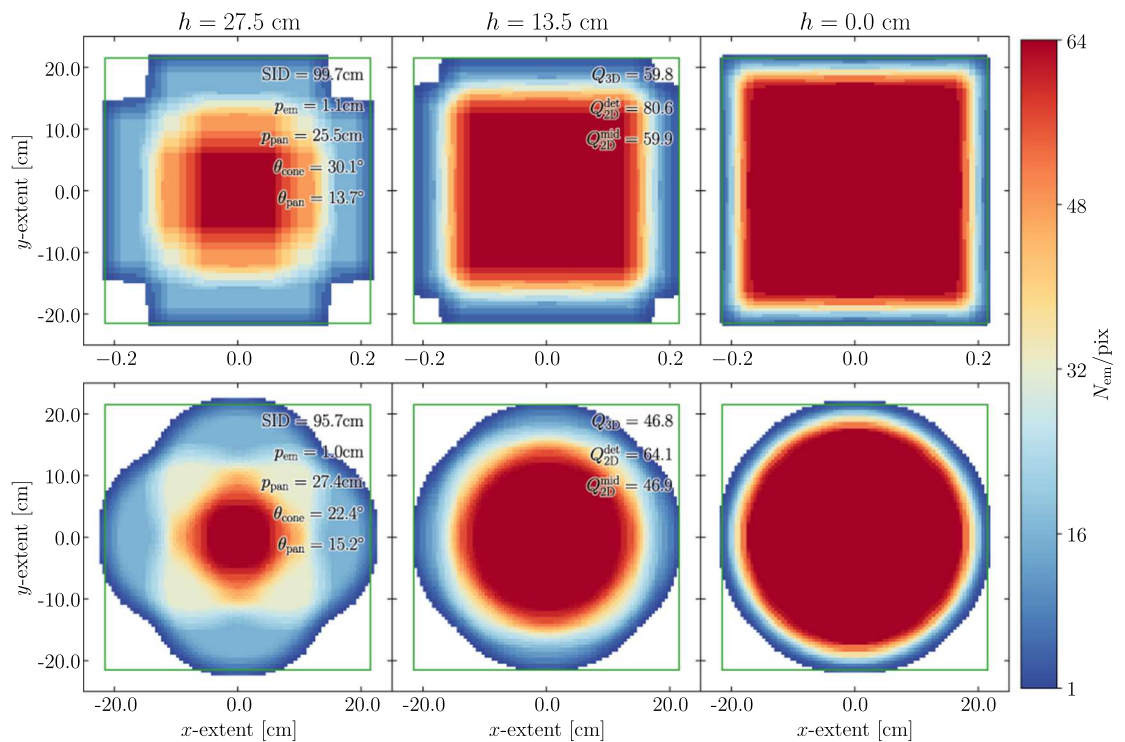 h = 27.5 cm
h = 13.5 cm
h = 0.0 cm
20.0
10.0
0.0
-10.0
-20.0
y-extent [cm]
SID = 99.7cm
p_em = 1.1cm
p_pan = 25.5cm
θ_cone = 30.1°
θ_pan = 13.7°
Q_3D = 59.8
Q_2D^det = 80.6
Q_2D^mid = 59.9
−0.2
0.0
0.2
−0.2
0.0
0.2
−0.2
0.0
0.2
20.0
10.0
0.0
-10.0
-20.0
y-extent [cm]
SID = 95.7cm
p_em = 1.0cm
p_pan = 27.4cm
θ_cone = 22.4°
θ_pan = 15.2°
Q_3D = 46.8
Q_2D^det = 64.1
Q_2D^mid = 46.9
-20.0
0.0
20.0
-20.0
0.0
20.0
-20.0
0.0
20.0
x-extent [cm]
x-extent [cm]
x-extent [cm]
64
48
32
16
1
N_em/pix